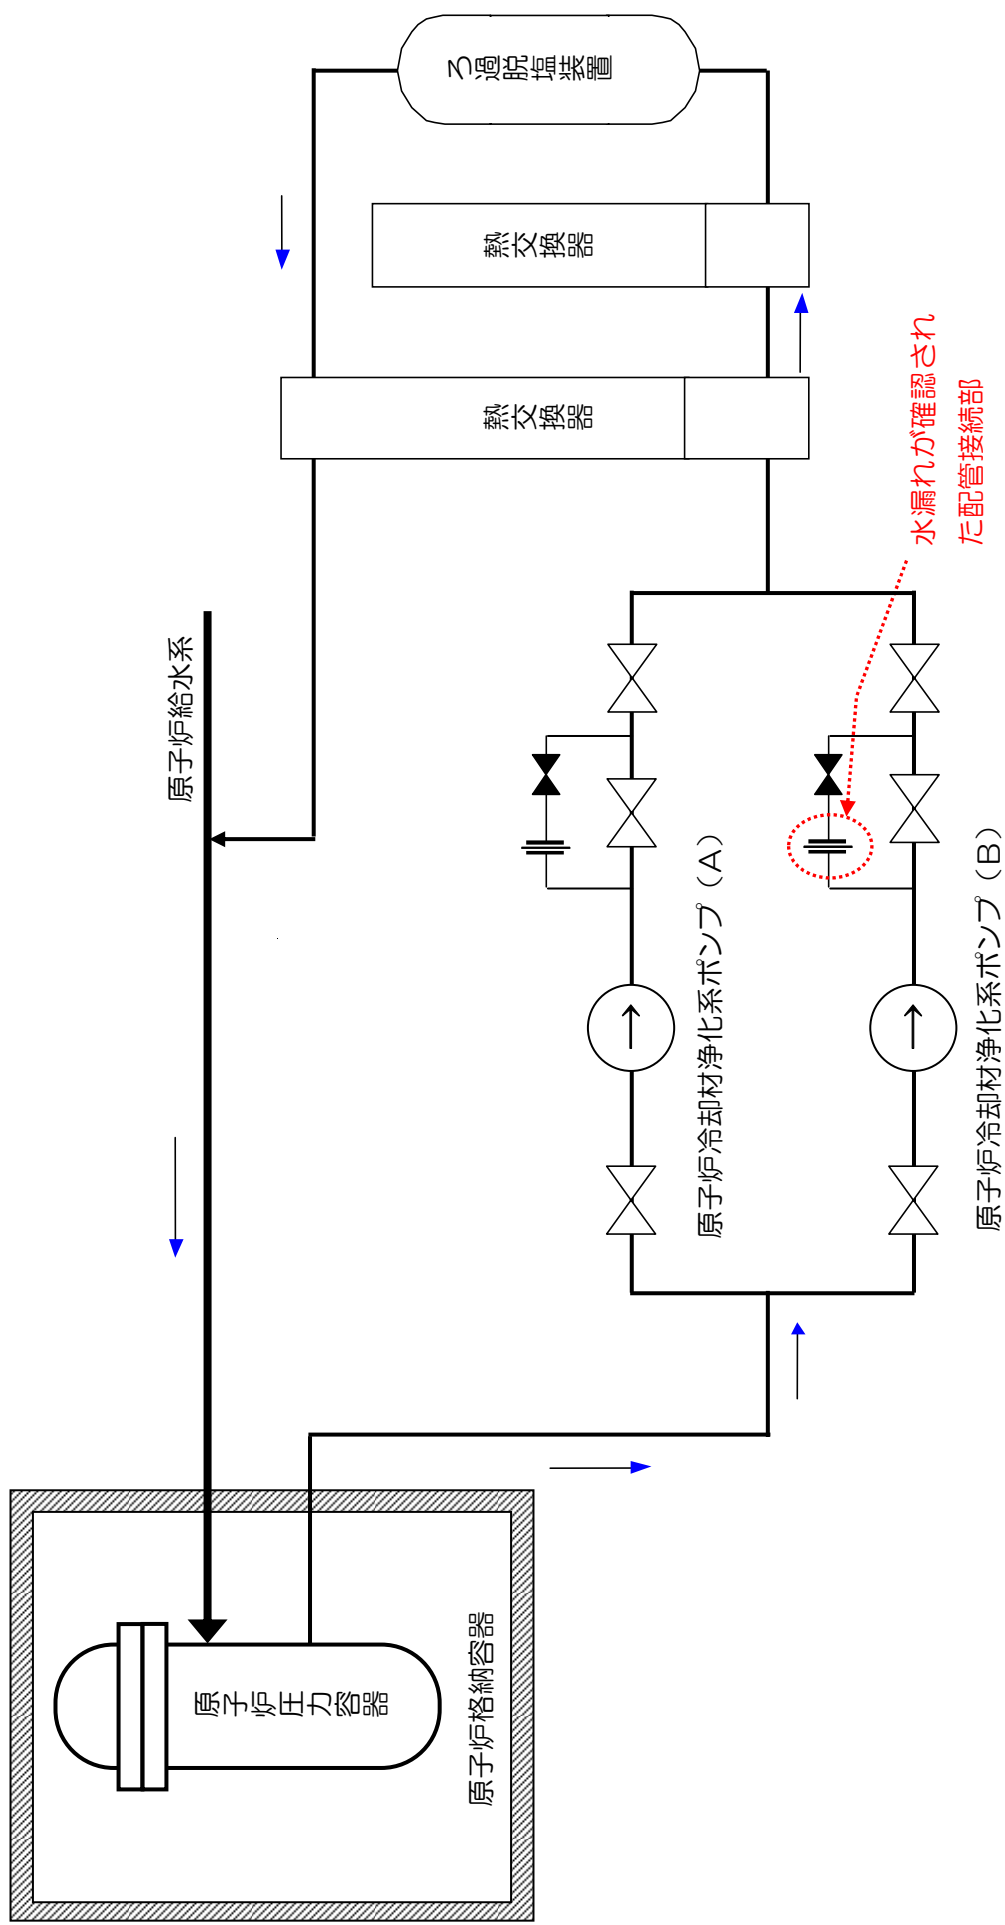 原子炉格納容器
原子炉圧力容器
原子炉給水系
原子炉冷却材浄化系ポンプ（A）
原子炉冷却材浄化系ポンプ（B）
水漏れが確認され
た配管接続部
熱交換器
熱交換器
ろ過脱塩装置